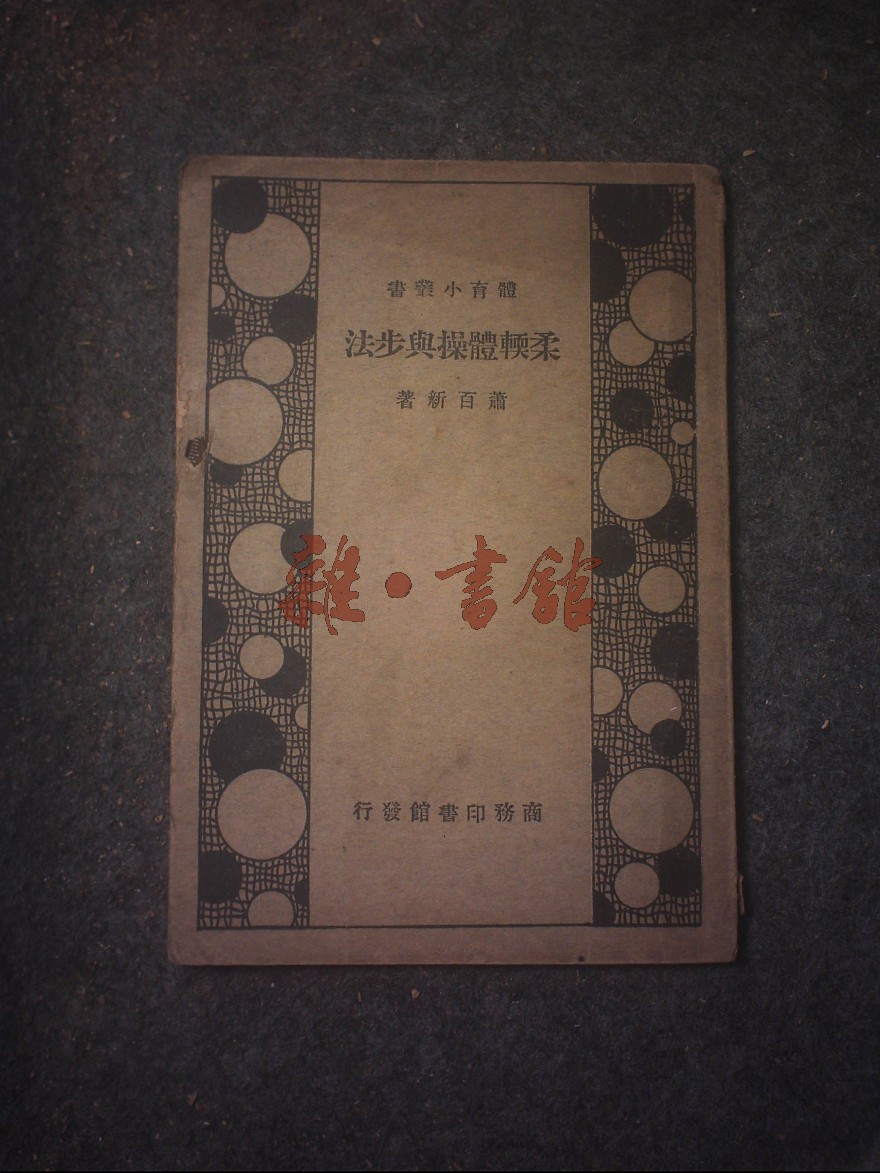 體育小叢書
柔輭體操與步法
蕭百新著
雜·書館
商務印書館發行